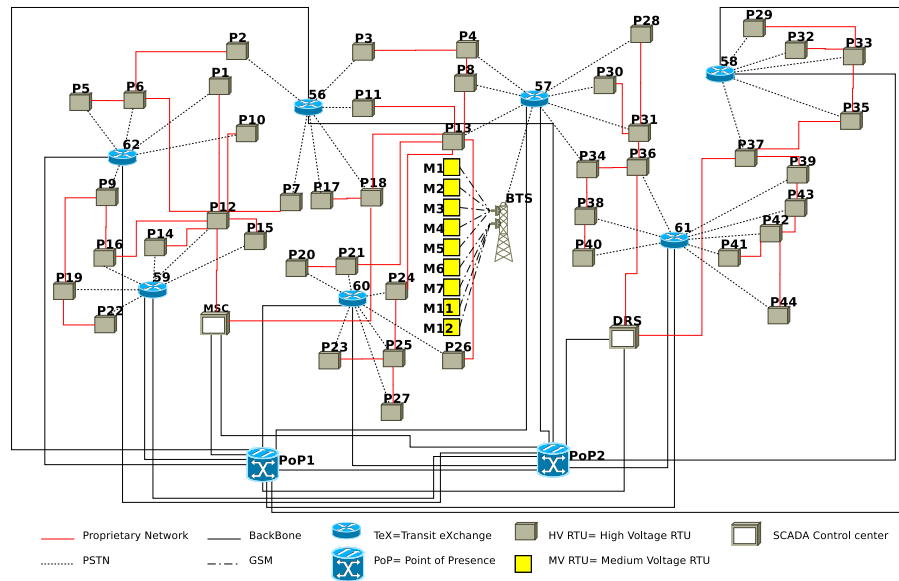 P28
P29
P2
P3
P4
P32
P33
56
57
58
P5
P6
P1
P8
P30
P11
P35
P10
P13
P31
62
P37
P9
P7
P17
P18
M1
M2
M3
M4
M5
M6
M7
M11
M12
BTS
P34
P36
P39
P12
P38
P43
P16
P14
P15
61
P42
P41
P40
P19
59
P20
P21
60
P24
P22
MSC
P44
DRS
P23
P25
P26
P27
PoP1
PoP2
Proprietary Network
BackBone
TeX=Transit eXchange
HV RTU= High Voltage RTU
SCADA Control center
PSTN
GSM
PoP= Point of Presence
MV RTU= Medium Voltage RTU